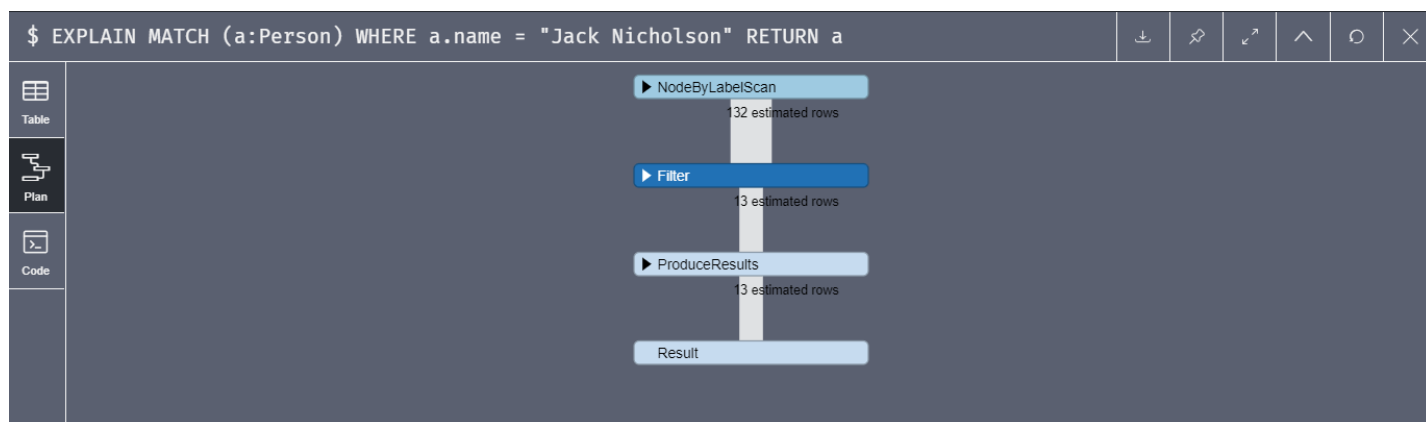 $ EXPLAIN MATCH (a:Person) WHERE a.name = "Jack Nicholson" RETURN a
Table
Plan
Code
NodeByLabelScan
132 estimated rows
Filter
13 estimated rows
ProduceResults
13 estimated rows
Result